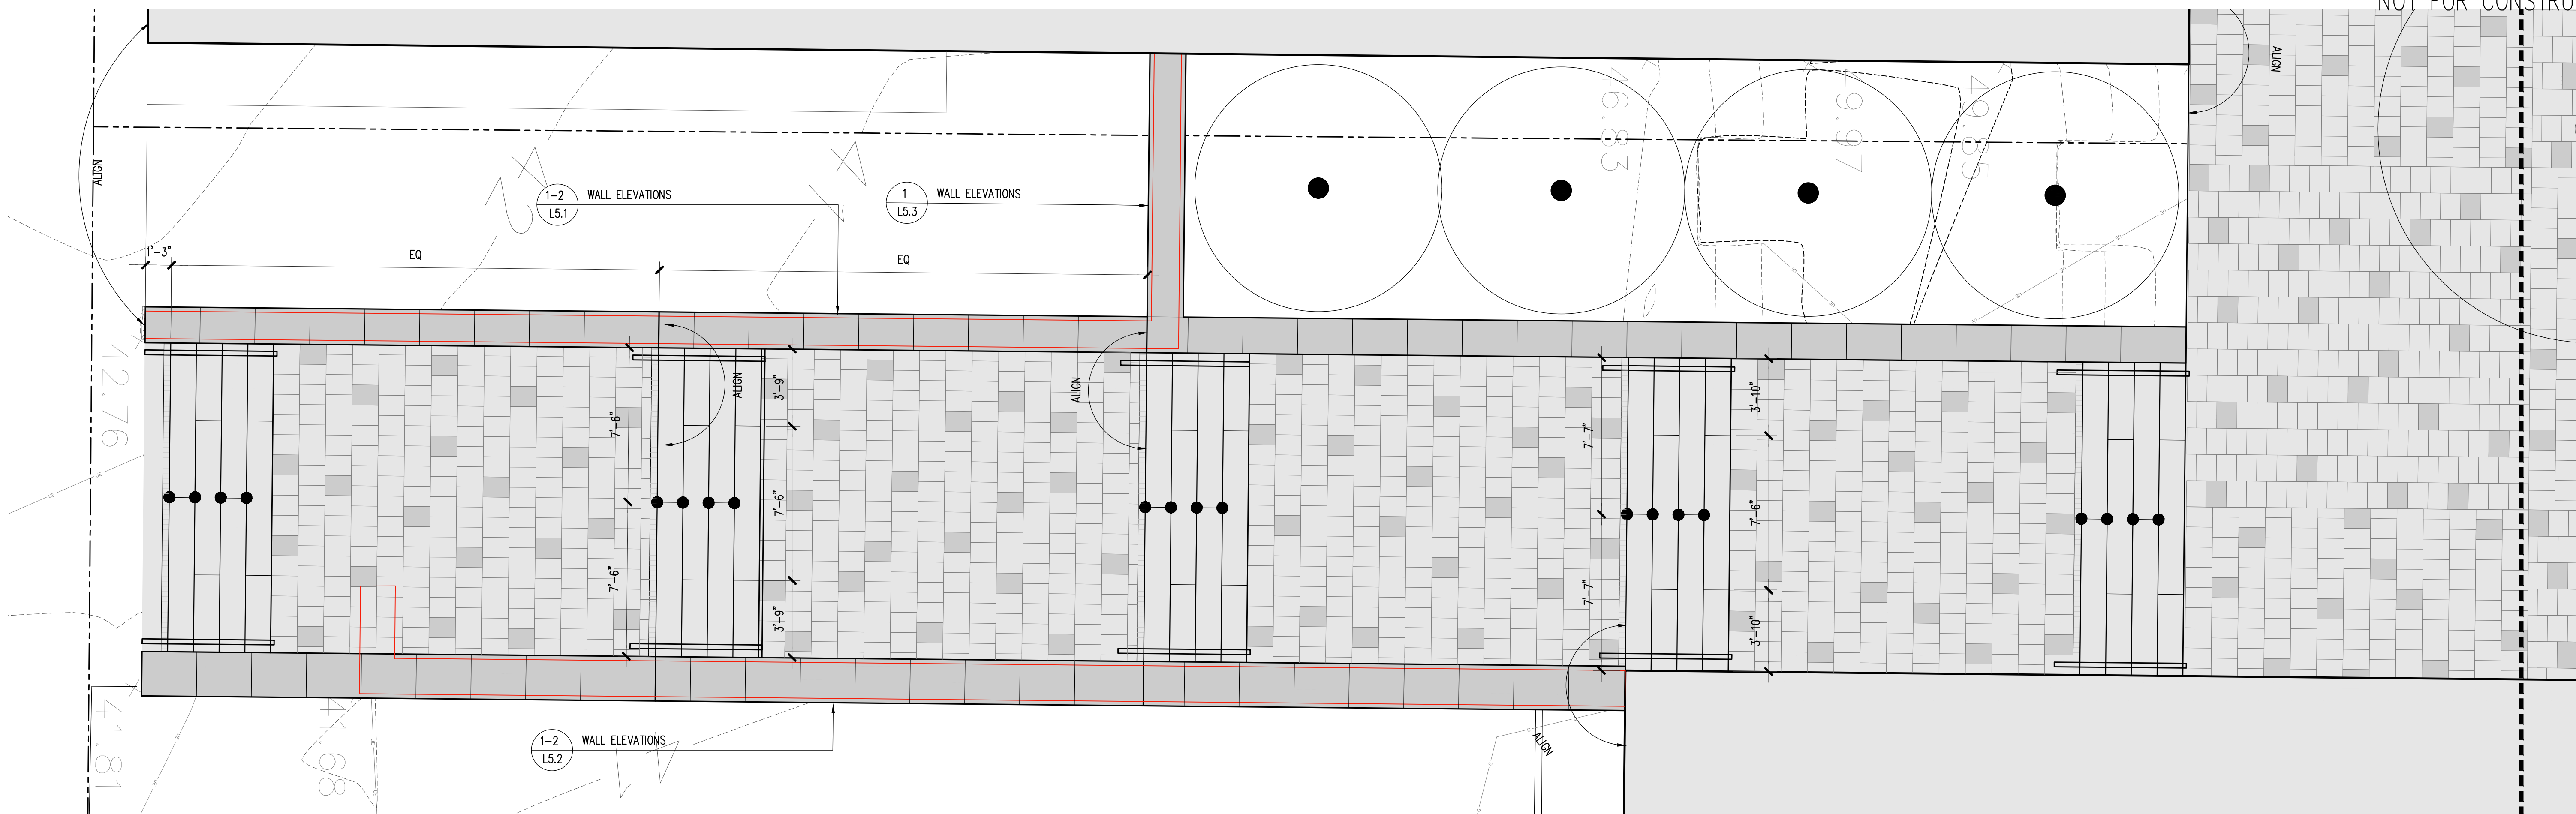 NOT FOR CONSTRU
ALIGN
ALIGN
46.83
49.97
49.85
1-2
L5.1
WALL ELEVATIONS
1
L5.3
WALL ELEVATIONS
42
41
1'-3"
EQ
EQ
42.76
7'-6"
7'-6"
ALIGN
3'-9"
7'-6"
3'-9"
ALIGN
7'-7"
7'-7"
3'-10"
7'-6"
3'-10"
41.81
41.68
1-2
L5.2
WALL ELEVATIONS
41
ALIGN